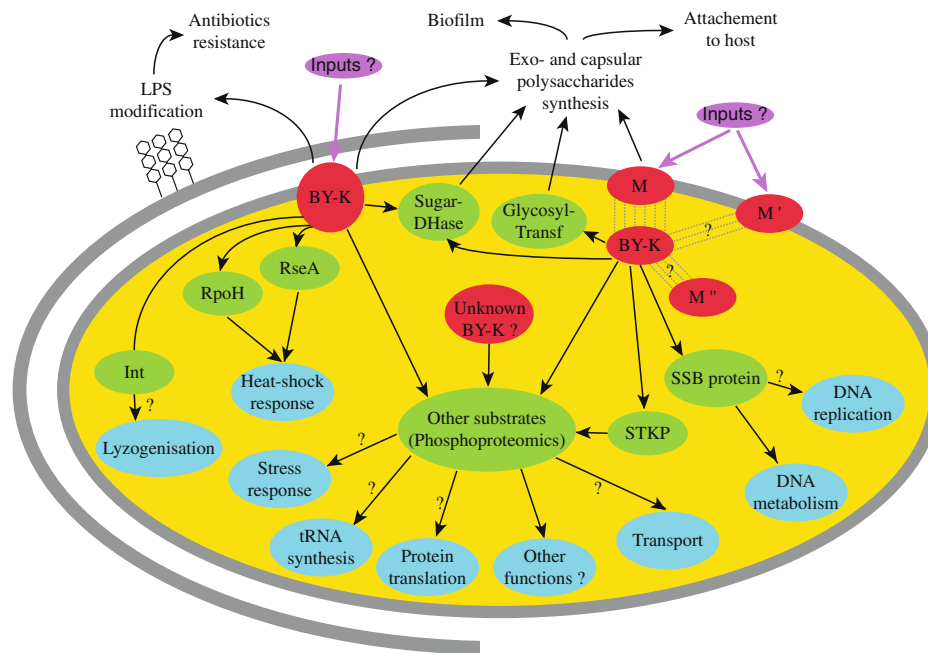 Antibiotics
resistance
Biofilm
Attachement
to host
Inputs ?
Exo- and capsular
polysaccharides
synthesis
LPS
modification
Inputs ?
BY-K
Sugar-
DHase
Glycosyl-
Transf
M
M '
?
BY-K
?
M "
RpoH
RseA
Unknown
BY-K ?
Int
?
Heat-shock
response
Lyzogenisation
Other substrates
(Phosphoproteomics)
STKP
SSB protein
?
DNA
replication
DNA
metabolism
?
Stress
response
?
tRNA
synthesis
?
Protein
translation
Other
functions ?
?
Transport